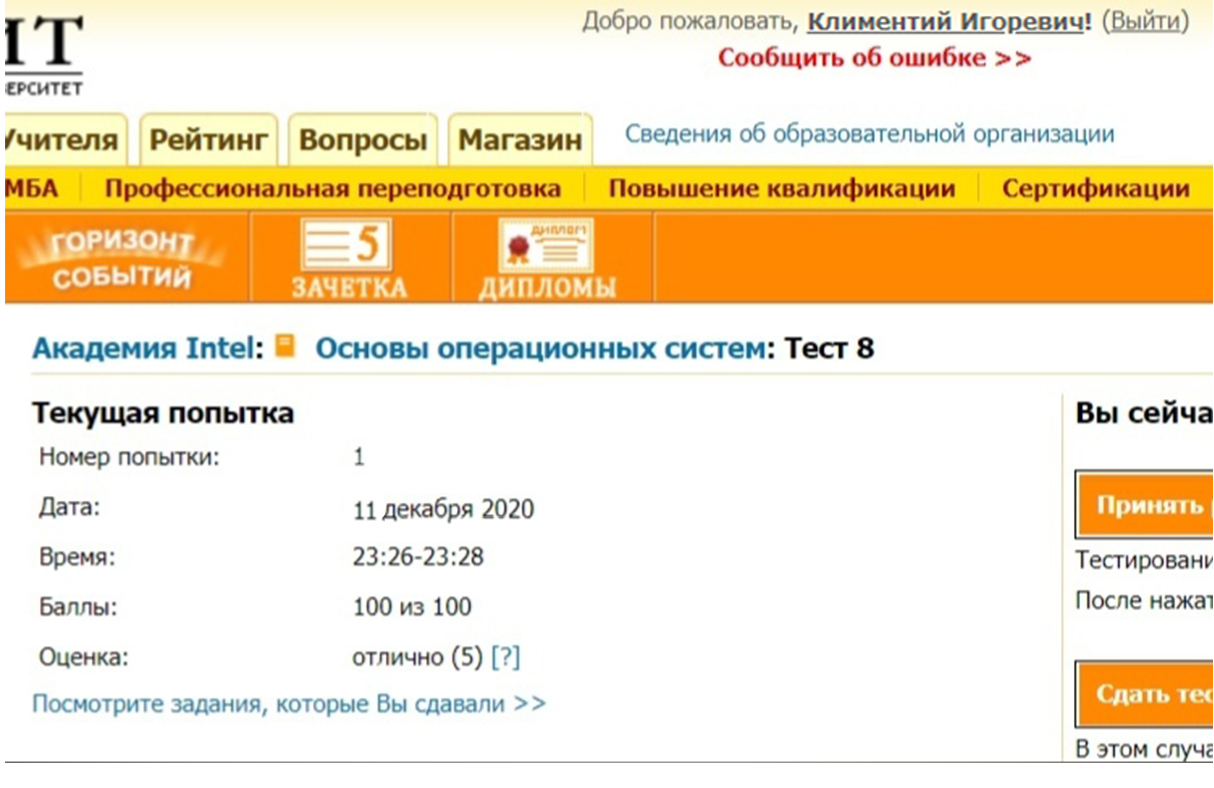 ИТ
ЕРСИТЕТ
Добро пожаловать, Климентий Игоревич! (Выйти)
Сообщить об ошибке >>
Учителя Рейтинг Вопросы Магазин Сведения об образовательной организации
МБА Профессиональная переподготовка Повышение квалификации Сертификации
ГОРИЗОНТ СОБЫТИЙ
5 ЗАЧЕТКА
ДИПЛОМ ДИПЛОМЫ
Академия Intel: Основы операционных систем: Тест 8
Текущая попытка
Номер попытки: 1
Дата: 11 декабря 2020
Время: 23:26-23:28
Баллы: 100 из 100
Оценка: отлично (5) [?]
Посмотрите задания, которые Вы сдавали >>
Вы сейча
Принять
Тестировани
После нажат
Сдать тес
В этом случа